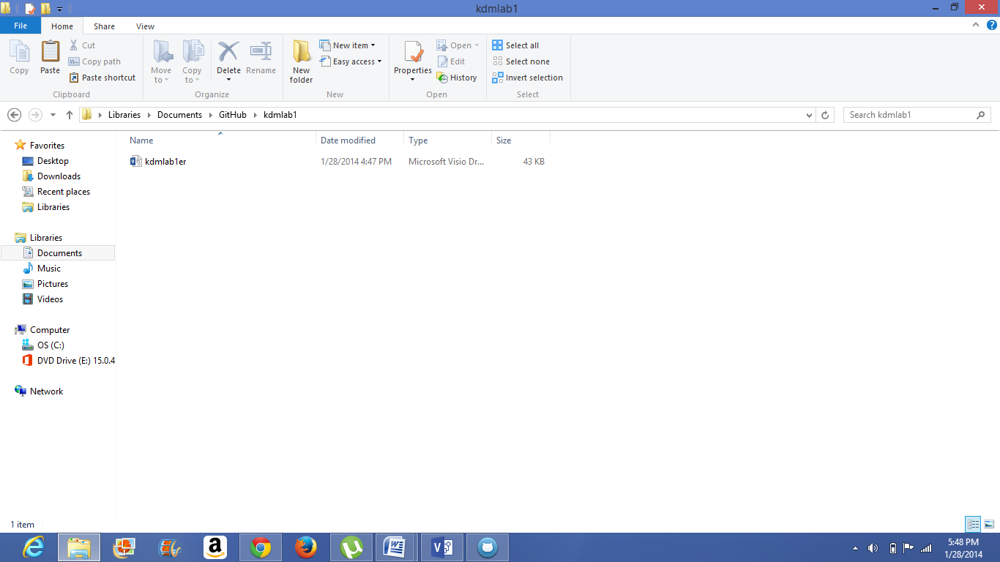 kdmlab1
File Home Share View
Copy
Paste
Cut
Copy path
Paste shortcut
Clipboard
Move to
Copy to
Delete
Rename
Organize
New folder
New item
Easy access
New
Properties
Open
Edit
History
Open
Select all
Select none
Invert selection
Select
Libraries Documents GitHub kdmlab1
Search kdmlab1
Favorites
Desktop
Downloads
Recent places
Libraries
Libraries
Documents
Music
Pictures
Videos
Computer
OS (C:)
DVD Drive (E:) 15.0.4
Network
Name Date modified Type Size
kdmlab1er 1/28/2014 4:47 PM Microsoft Visio Dr... 43 KB
1 item
5:48 PM
1/28/2014